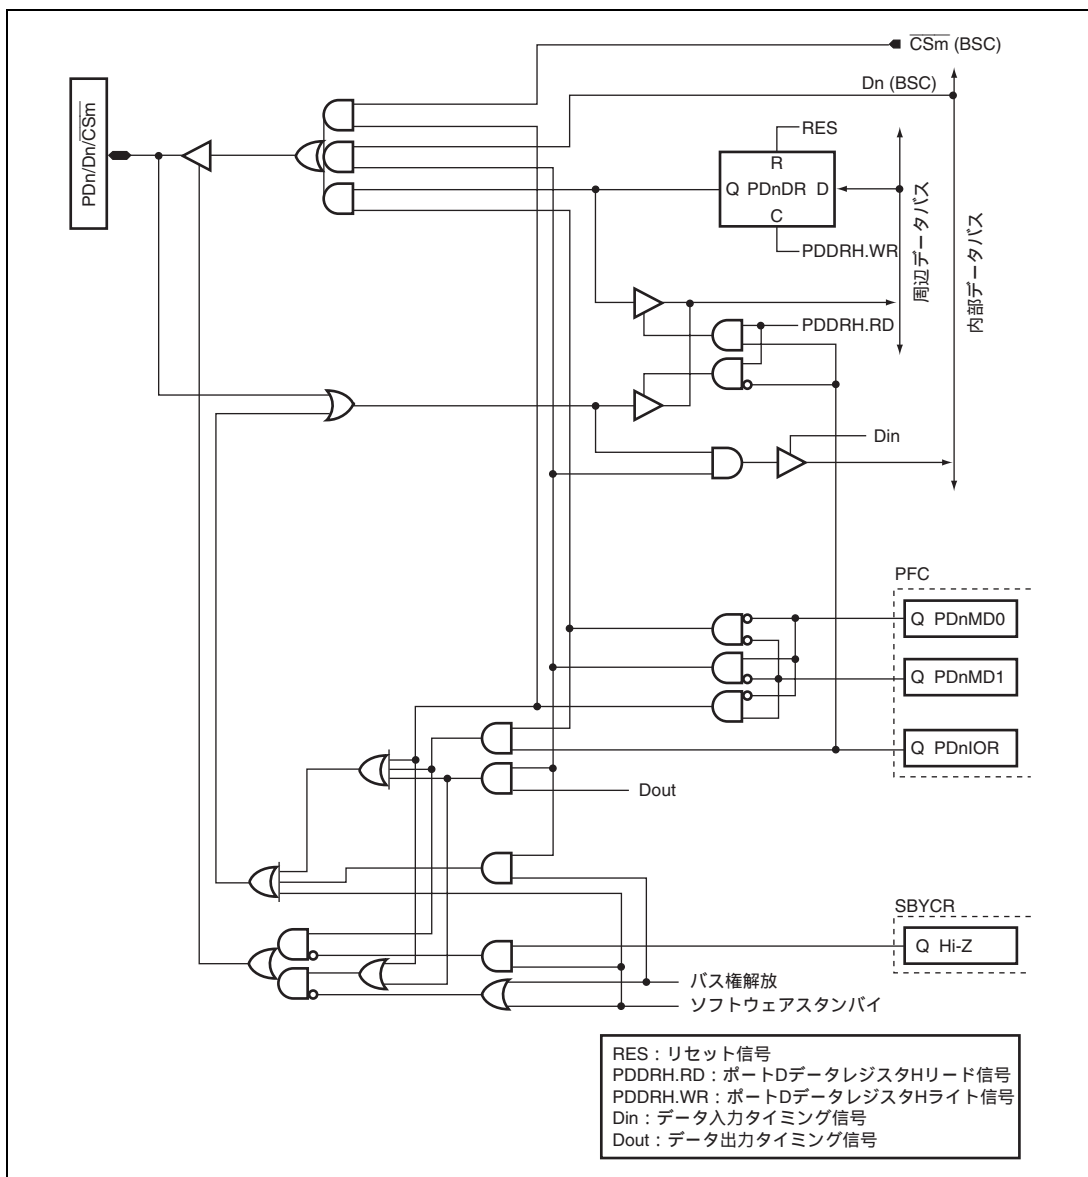 CSm (BSC)
Dn (BSC)
PDn/Dn/CSm
RES
R
Q PDnDR D
C
PDDRH.WR
周辺データバス
内部データバス
PDDRH.RD
Din
PFC
Q PDnMD0
Q PDnMD1
Q PDnIOR
Dout
SBYCR
Q Hi-Z
バス権解放
ソフトウェアスタンバイ
RES：リセット信号
PDDRH.RD：ポートDデータレジスタHリード信号
PDDRH.WR：ポートDデータレジスタHライト信号
Din：データ入力タイミング信号
Dout：データ出力タイミング信号